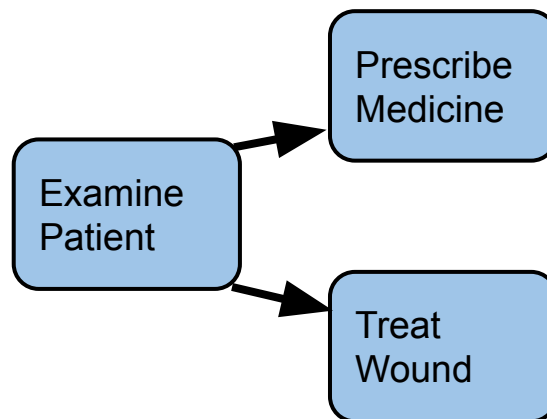 Prescribe
Medicine
Examine
Patient
Treat
Wound